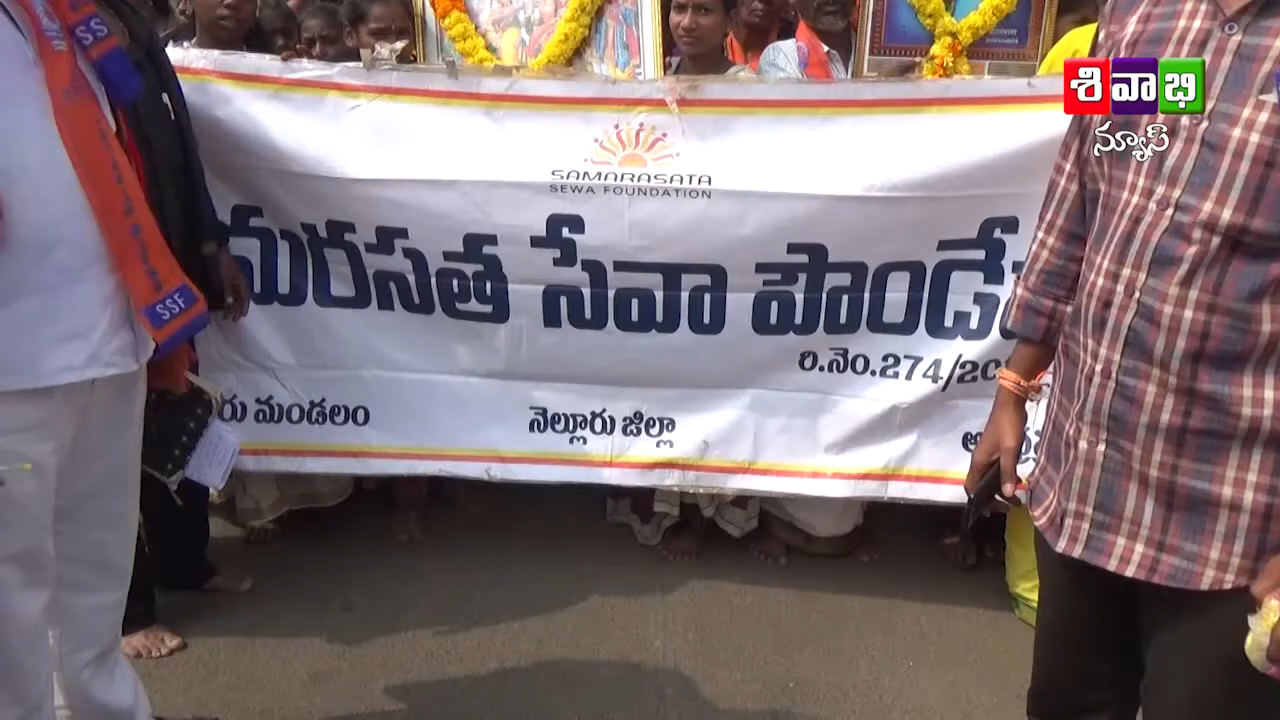 శివాభి
న్యూస్
SS
SAMARASATA
SEWA FOUNDATION
మరసత సేవా పౌండే
SSF
రి.నెం.274/20
రు మండలం నెల్లూరు జిల్లా